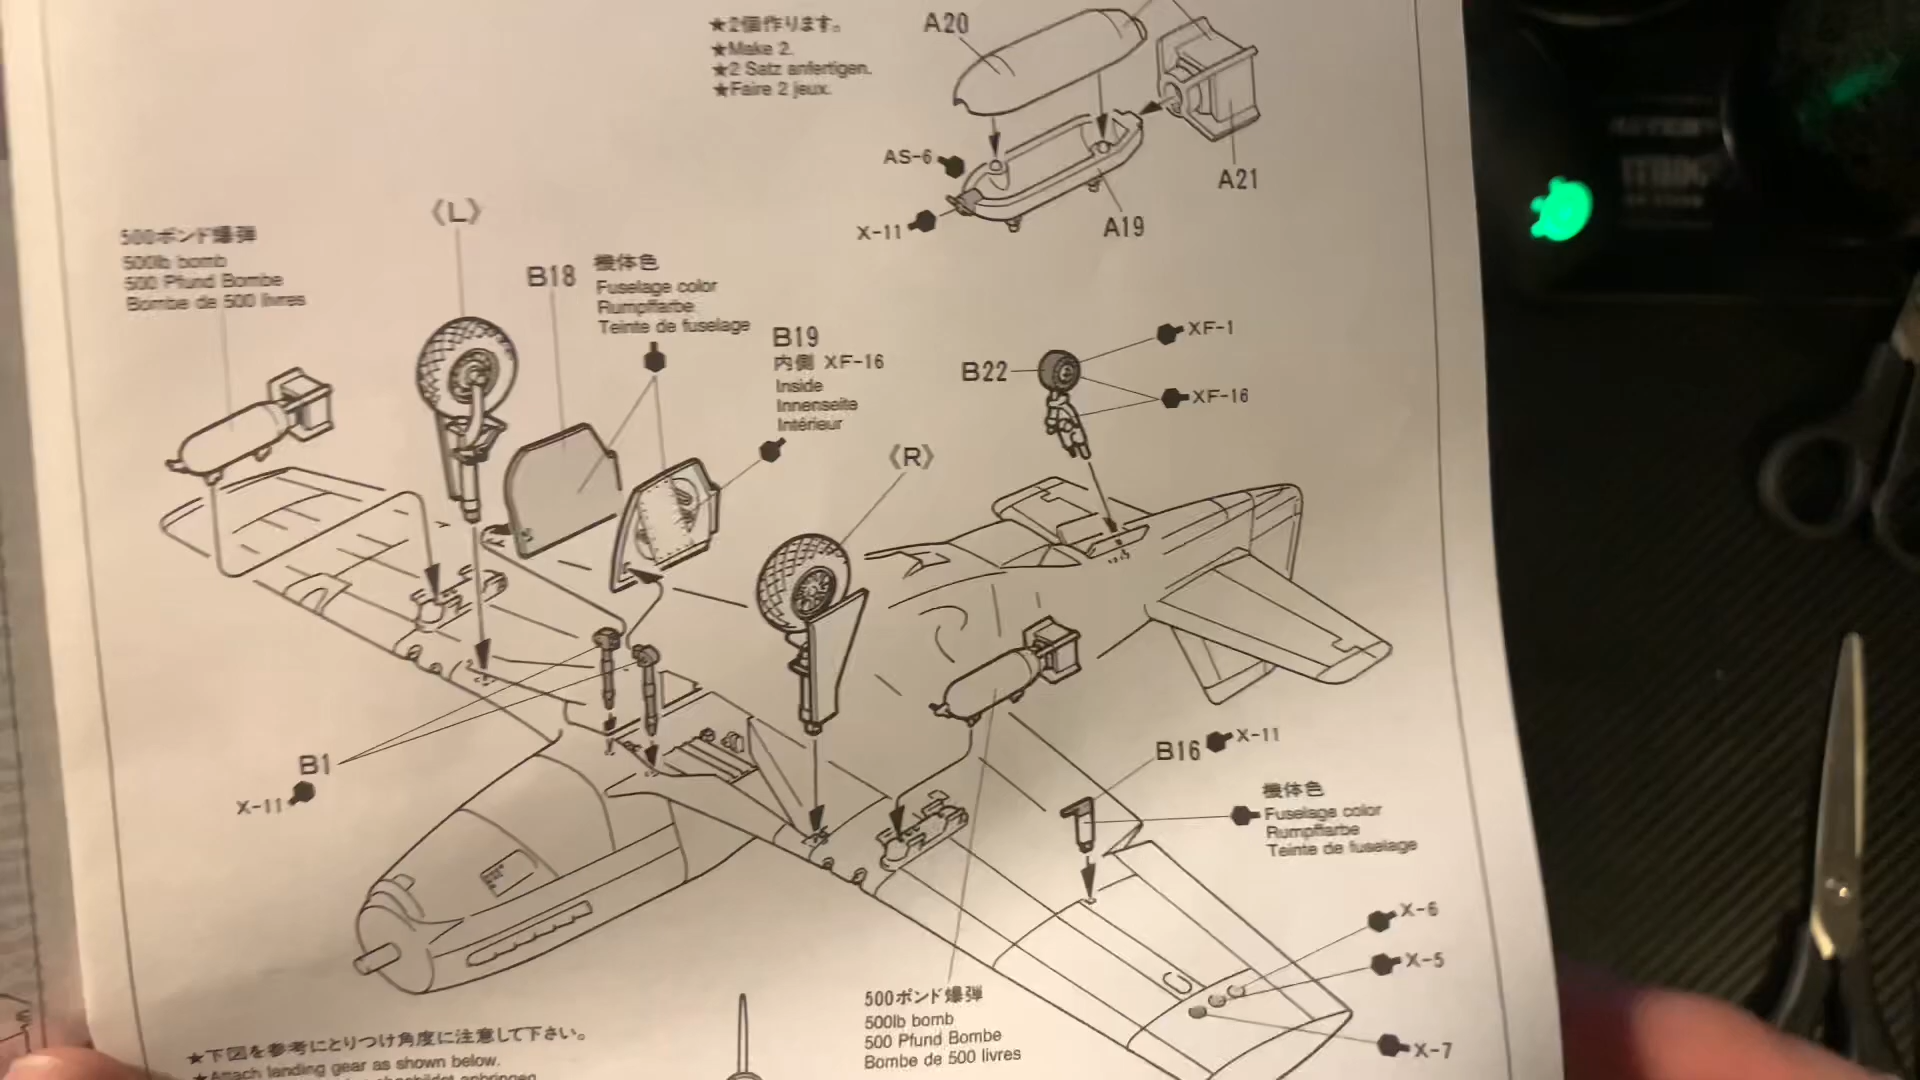 ★2個作ります。
★Make 2.
★2 Satz anfertigen.
★Faire 2 jeux.
A20
AS-6
X-11
A21
A19
500ポンド爆弾
500lb bomb
500 Pfund Bombe
Bombe de 500 livres
《L》
B18
機体色
Fuselage color
Rumpffarbe
Teinte de fuselage
B19
内側 XF-16
Inside
Innenseite
Intérieur
B22
XF-1
XF-16
《R》
B1
X-11
B16
X-11
機体色
Fuselage color
Rumpffarbe
Teinte de fuselage
X-6
X-5
X-7
500ポンド爆弾
500lb bomb
500 Pfund Bombe
Bombe de 500 livres
★下図を参考にとりつけ角度に注意して下さい。
★Attach landing gear as shown below.